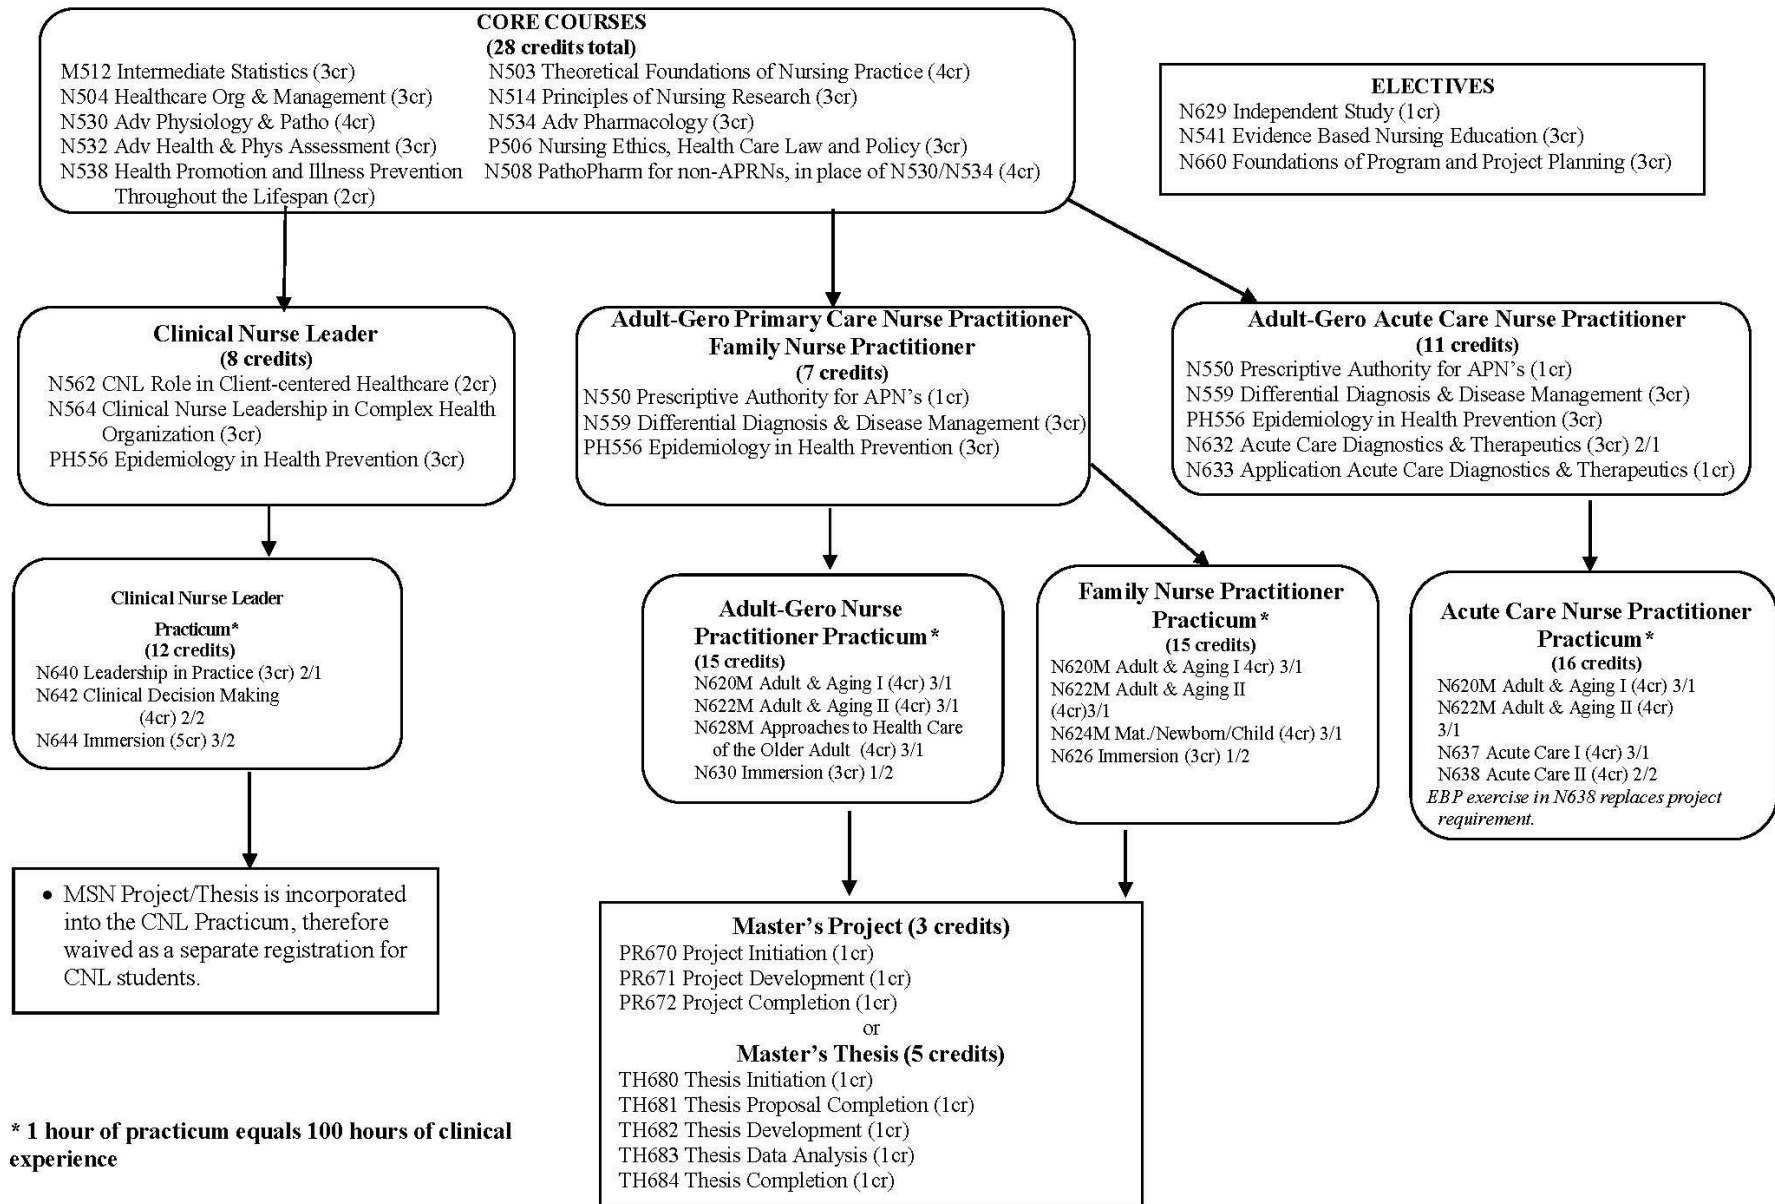 CORE COURSES
(28 credits total)
M512 Intermediate Statistics (3cr)
N504 Healthcare Org & Management (3cr)
N530 Adv Physiology & Patho (4cr)
N532 Adv Health & Phys Assessment (3cr)
N538 Health Promotion and Illness Prevention
Throughout the Lifespan (2cr)
N503 Theoretical Foundations of Nursing Practice (4cr)
N514 Principles of Nursing Research (3cr)
N534 Adv Pharmacology (3cr)
P506 Nursing Ethics, Health Care Law and Policy (3cr)
N508 PathoPharm for non-APRNs, in place of N530/N534 (4cr)
ELECTIVES
N629 Independent Study (1cr)
N541 Evidence Based Nursing Education (3cr)
N660 Foundations of Program and Project Planning (3cr)
Clinical Nurse Leader
(8 credits)
N562 CNL Role in Client-centered Healthcare (2cr)
N564 Clinical Nurse Leadership in Complex Health
Organization (3cr)
PH556 Epidemiology in Health Prevention (3cr)
Adult-Gero Primary Care Nurse Practitioner
Family Nurse Practitioner
(7 credits)
N550 Prescriptive Authority for APN's (1cr)
N559 Differential Diagnosis & Disease Management (3cr)
PH556 Epidemiology in Health Prevention (3cr)
Adult-Gero Acute Care Nurse Practitioner
(11 credits)
N550 Prescriptive Authority for APN's (1cr)
N559 Differential Diagnosis & Disease Management (3cr)
PH556 Epidemiology in Health Prevention (3cr)
N632 Acute Care Diagnostics & Therapeutics (3cr) 2/1
N633 Application Acute Care Diagnostics & Therapeutics (1cr)
Clinical Nurse Leader
Practicum*
(12 credits)
N640 Leadership in Practice (3cr) 2/1
N642 Clinical Decision Making
(4cr) 2/2
N644 Immersion (5cr) 3/2
Adult-Gero Nurse
Practitioner Practicum*
(15 credits)
N620M Adult & Aging I (4cr) 3/1
N622M Adult & Aging II (4cr) 3/1
N628M Approaches to Health Care
of the Older Adult (4cr) 3/1
N630 Immersion (3cr) 1/2
Family Nurse Practitioner
Practicum*
(15 credits)
N620M Adult & Aging I 4cr) 3/1
N622M Adult & Aging II
(4cr)3/1
N624M Mat./Newborn/Child (4cr) 3/1
N626 Immersion (3cr) 1/2
Acute Care Nurse Practitioner
Practicum*
(16 credits)
N620M Adult & Aging I (4cr) 3/1
N622M Adult & Aging II (4cr)
3/1
N637 Acute Care I (4cr) 3/1
N638 Acute Care II (4cr) 2/2
EBP exercise in N638 replaces project
requirement.
• MSN Project/Thesis is incorporated
into the CNL Practicum, therefore
waived as a separate registration for
CNL students.
Master's Project (3 credits)
PR670 Project Initiation (1cr)
PR671 Project Development (1cr)
PR672 Project Completion (1cr)
or
Master's Thesis (5 credits)
TH680 Thesis Initiation (1cr)
TH681 Thesis Proposal Completion (1cr)
TH682 Thesis Development (1cr)
TH683 Thesis Data Analysis (1cr)
TH684 Thesis Completion (1cr)
* 1 hour of practicum equals 100 hours of clinical
experience